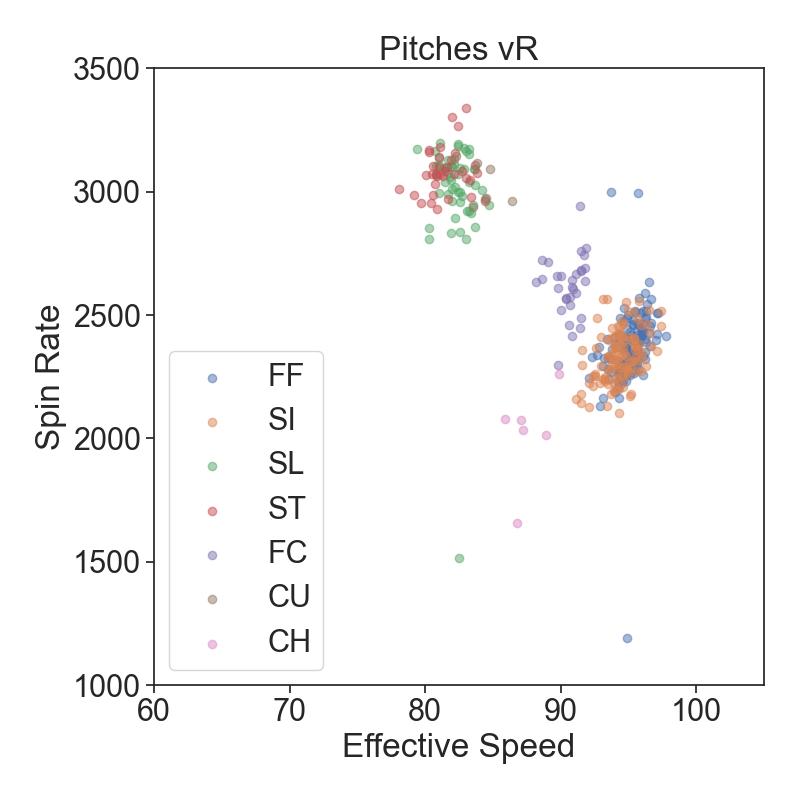 Pitches vR
3500
3000
2500
2000
1500
1000
Spin Rate
FF
SI
SL
ST
FC
CU
CH
60 70 80 90 100
Effective Speed